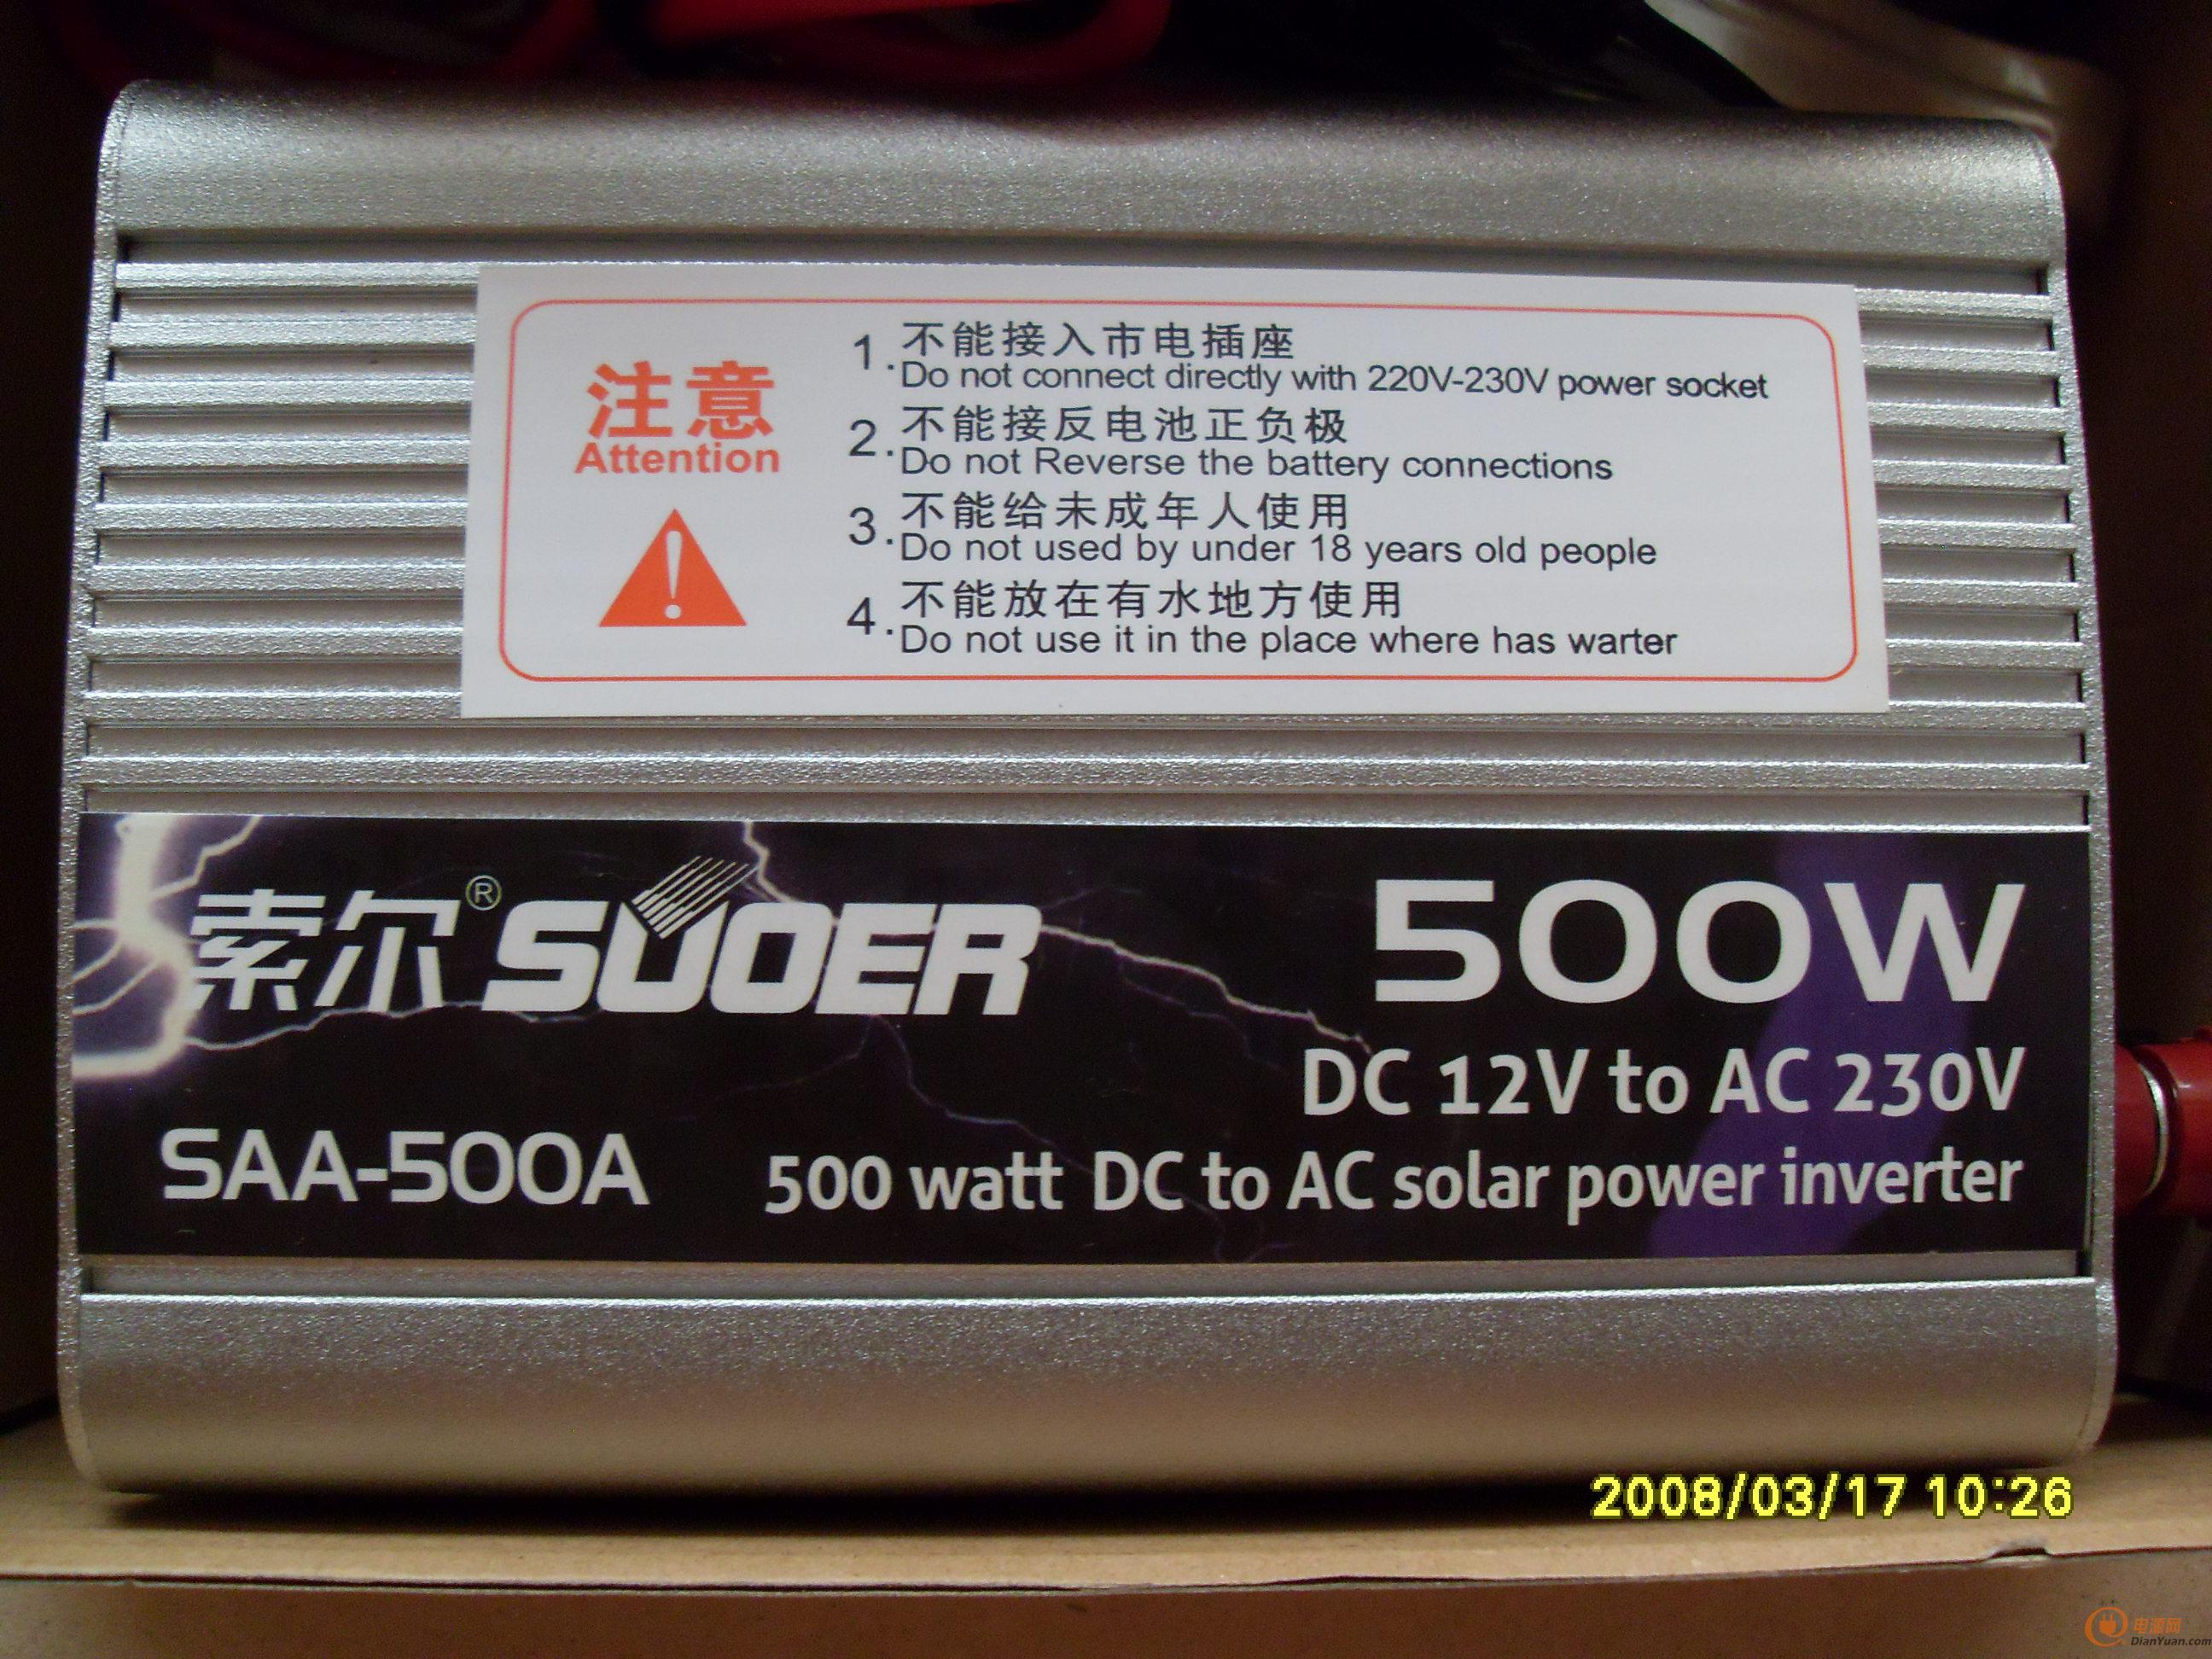 注意
Attention
1. 不能接入市电插座
Do not connect directly with 220V-230V power socket
2. 不能接反电池正负极
Do not Reverse the battery connections
3. 不能给未成年人使用
Do not used by under 18 years old people
4. 不能放在有水地方使用
Do not use it in the place where has warter
索尔® SUOER
500W
DC 12V to AC 230V
SAA-500A 500 watt DC to AC solar power inverter
2008/03/17 10:26
电源网
DianYuan.com